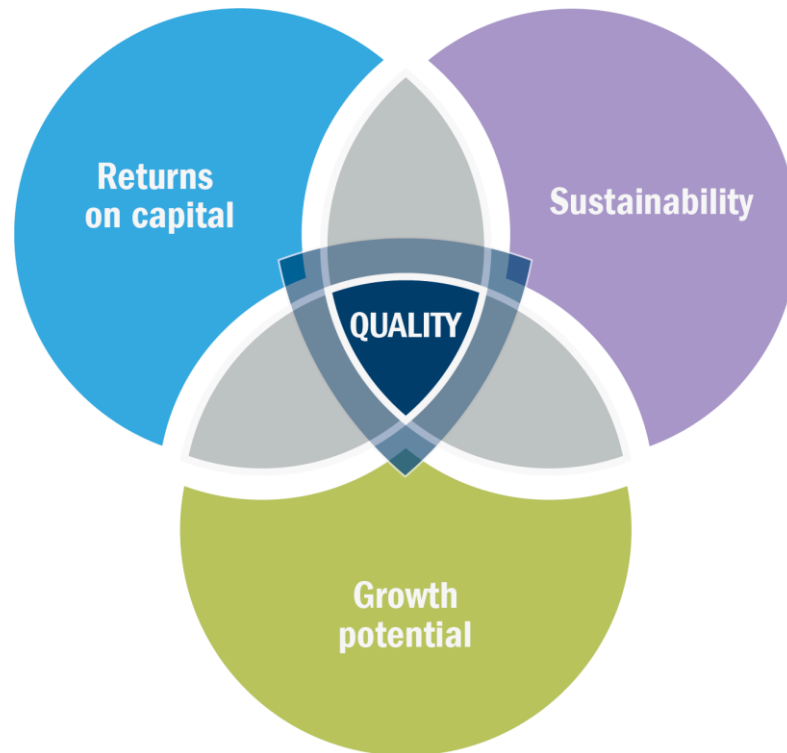 Returns
on capital
Sustainability
QUALITY
Growth
potential